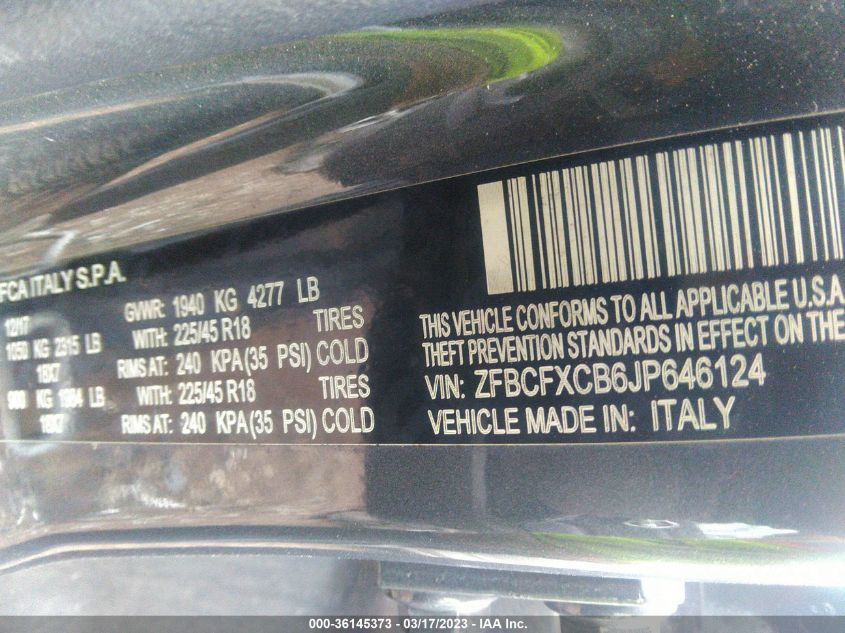 FCA ITALY S.P.A.
12/17 GVWR: 1940 KG 4277 LB
1050 KG 2315 LB WITH: 225/45 R18 TIRES
18X7 RIMS AT: 240 KPA(35 PSI) COLD
900 KG 1984 LB WITH: 225/45 R18 TIRES
18X7 RIMS AT: 240 KPA(35 PSI) COLD
THIS VEHICLE CONFORMS TO ALL APPLICABLE U.S.A
THEFT PREVENTION STANDARDS IN EFFECT ON THE
VIN: ZFBCFXCB6JP646124
VEHICLE MADE IN: ITALY
000-36145373 - 03/17/2023 - IAA Inc.